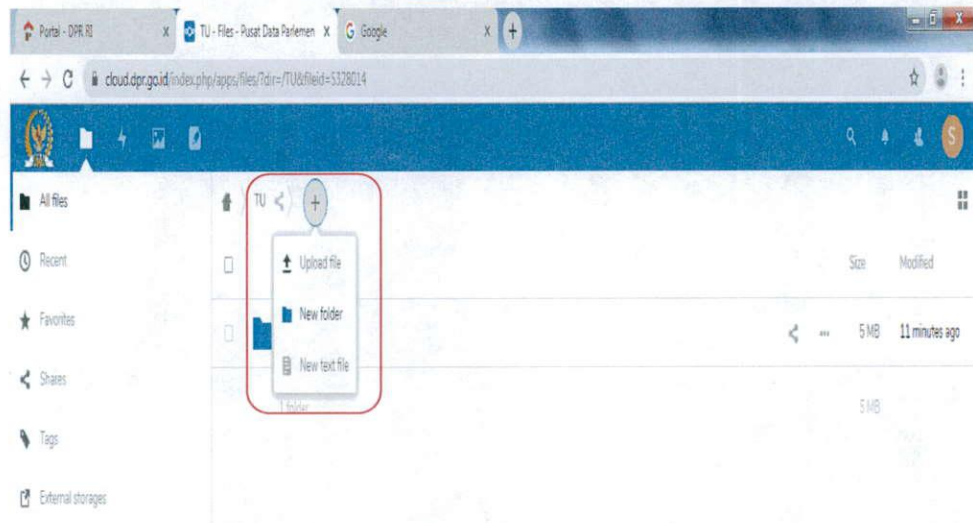 Portal - DPR RI x TU - Files - Pusat Data Parlemen x Google x +
cloud.dpr.go.id/index.php/apps/files/?dir=/TU&fileid=5328014
S
All files TU +
Recent Upload file Size Modified
Favorites New folder 5 MB 11 minutes ago
New text file
Shares 1 folder 5 MB
Tags
External storages